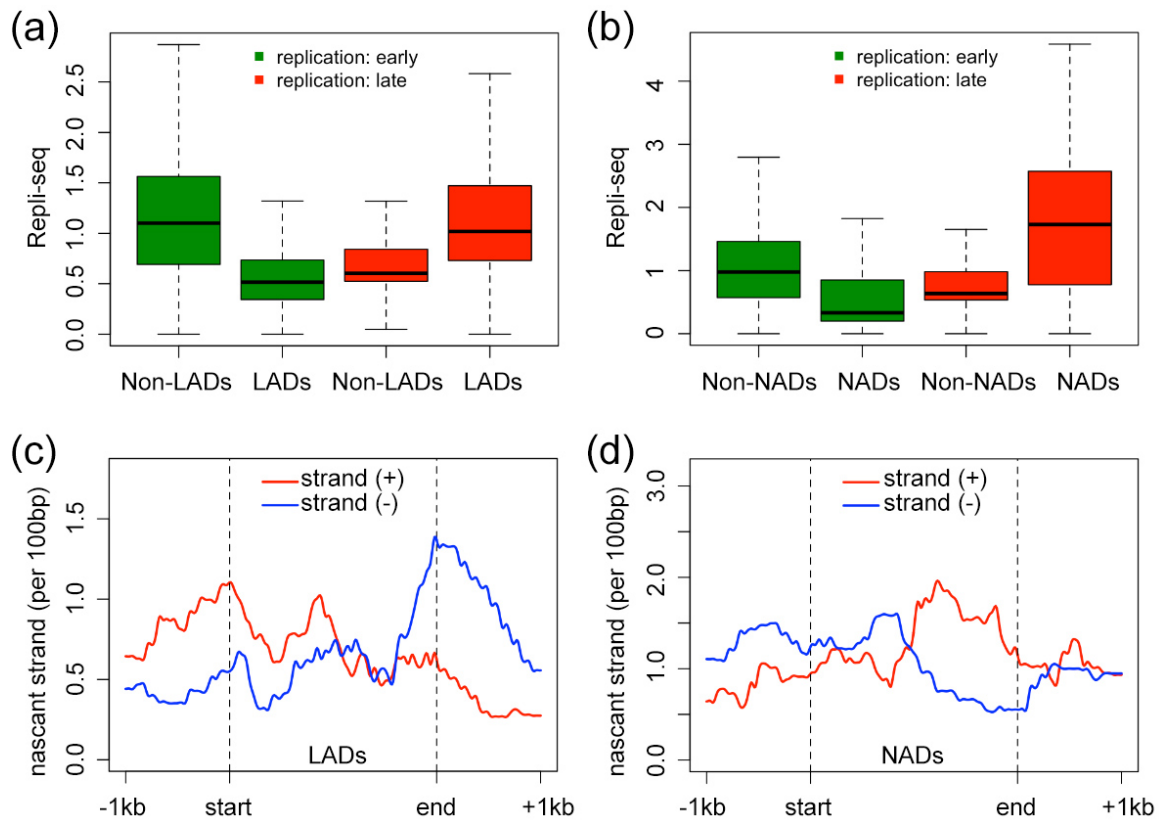 (a)
replication: early
replication: late
Repli-seq
2.5
2.0
1.5
1.0
0.5
0.0
Non-LADs LADs Non-LADs LADs
(b)
replication: early
replication: late
Repli-seq
4
3
2
1
0
Non-NADs NADs Non-NADs NADs
(c)
strand (+)
strand (-)
nascant strand (per 100bp)
1.5
1.0
0.5
0.0
LADs
-1kb start end +1kb
(d)
strand (+)
strand (-)
nascant strand (per 100bp)
3.0
2.0
1.0
0.0
NADs
-1kb start end +1kb